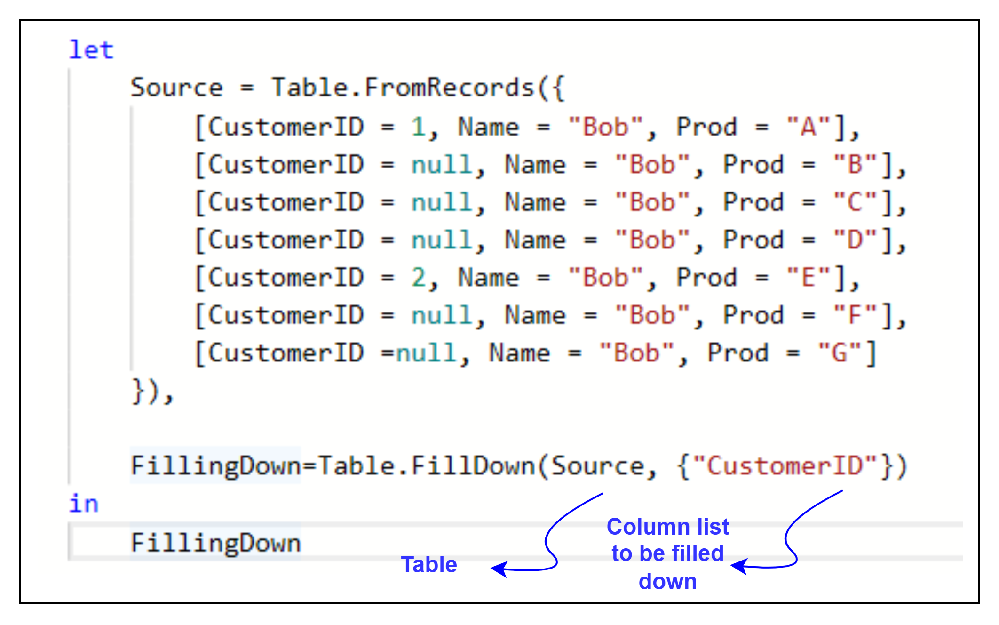 let
Source = Table.FromRecords({
[CustomerID = 1, Name = "Bob", Prod = "A"],
[CustomerID = null, Name = "Bob", Prod = "B"],
[CustomerID = null, Name = "Bob", Prod = "C"],
[CustomerID = null, Name = "Bob", Prod = "D"],
[CustomerID = 2, Name = "Bob", Prod = "E"],
[CustomerID = null, Name = "Bob", Prod = "F"],
[CustomerID =null, Name = "Bob", Prod = "G"]
}),
FillingDown=Table.FillDown(Source, {"CustomerID"})
in
FillingDown
Table
Column list
to be filled
down